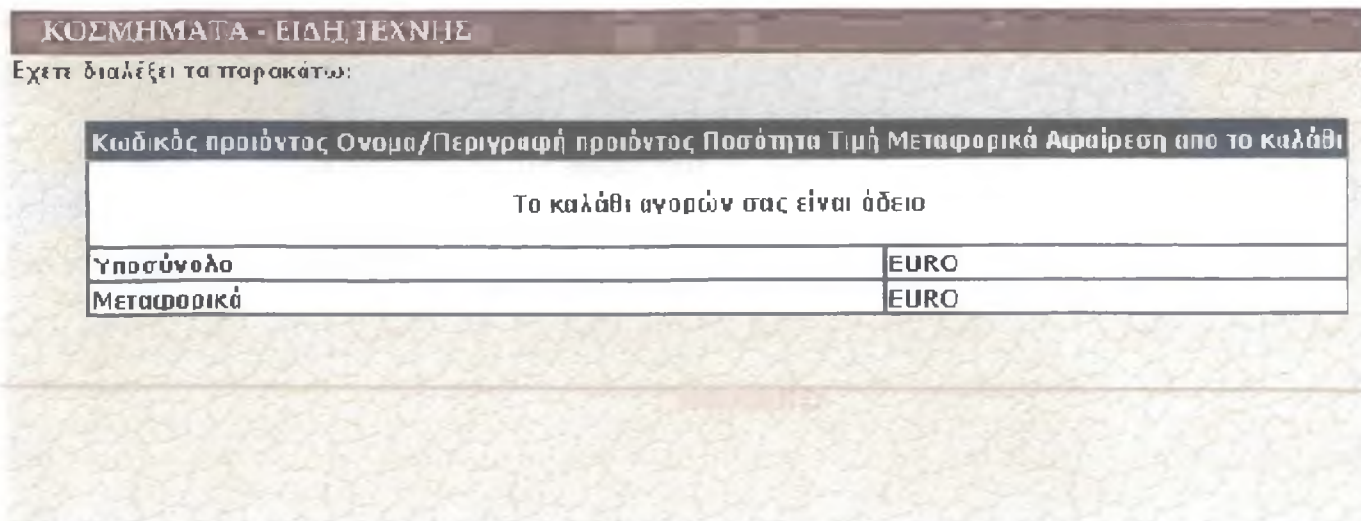 ΚΟΣΜΗΜΑΤΑ - ΕΙΔΗ ΤΕΧΝΗΣ
Εχετε διαλέξει τα παρακάτω:
Κωδικός προιόντος Ονομα/Περιγραφή προιόντος Ποσότητα Τιμή Μεταφορικά Αφαίρεση απο το καλάθι
Το καλάθι αγορών σας είναι άδειο
Υποσύνολο EURO
Μεταφορικά EURO